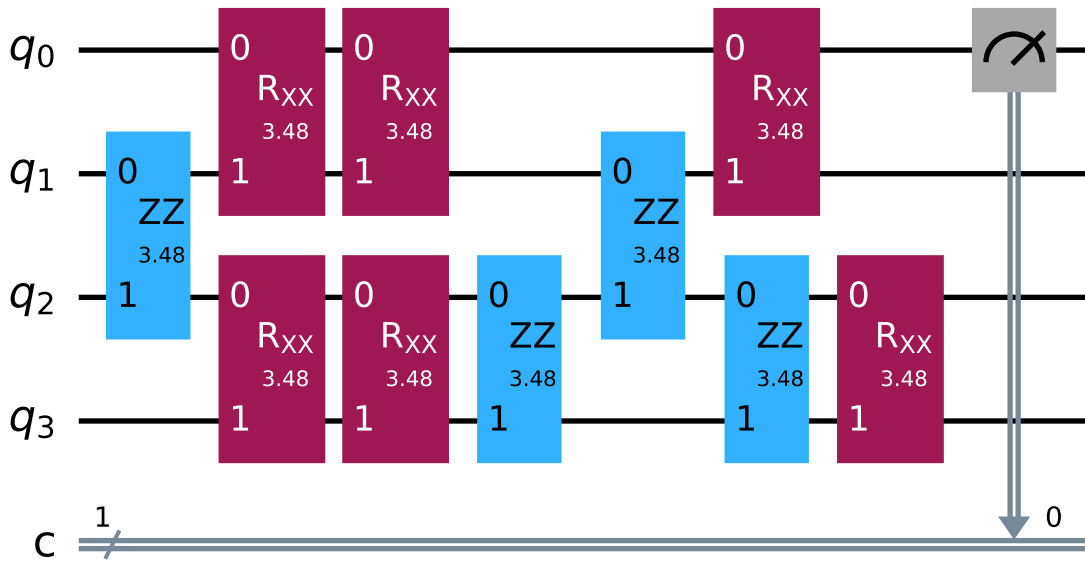 q0 0 0 0
RXX RXX RXX
3.48 3.48 3.48
q1 0 1 1 0 1
ZZ ZZ
3.48 3.48
q2 1 0 0 0 1 0 0
RXX RXX ZZ ZZ RXX
3.48 3.48 3.48 3.48 3.48
q3 1 1 1 1 1
1 0
c